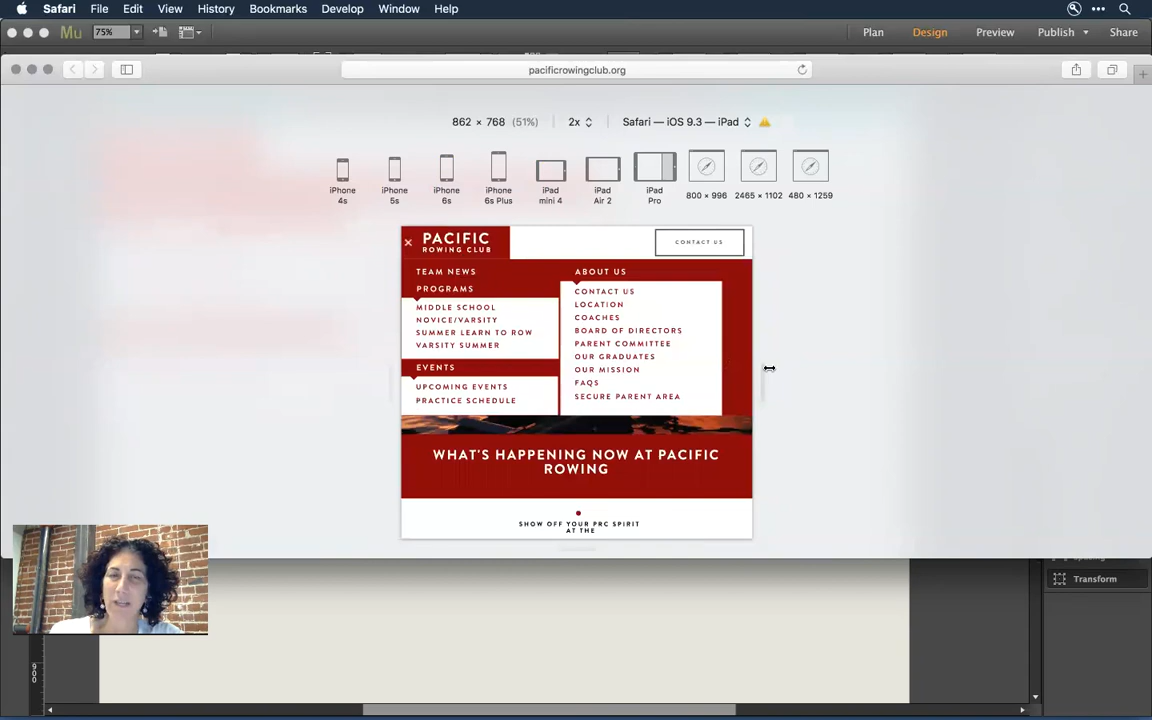 Safari File Edit View History Bookmarks Develop Window Help
Mu 75% Plan Design Preview Publish Share
pacificrowingclub.org
862 × 768 (51%) 2x Safari — iOS 9.3 — iPad
iPhone 4s
iPhone 5s
iPhone 6s
iPhone 6s Plus
iPad mini 4
iPad Air 2
iPad Pro
800 × 996
2465 × 1102
480 × 1259
× PACIFIC
ROWING CLUB
CONTACT US
TEAM NEWS
PROGRAMS
MIDDLE SCHOOL
NOVICE/VARSITY
SUMMER LEARN TO ROW
VARSITY SUMMER
EVENTS
UPCOMING EVENTS
PRACTICE SCHEDULE
ABOUT US
CONTACT US
LOCATION
COACHES
BOARD OF DIRECTORS
PARENT COMMITTEE
OUR GRADUATES
OUR MISSION
FAQS
SECURE PARENT AREA
WHAT'S HAPPENING NOW AT PACIFIC
ROWING
SHOW OFF YOUR PRC SPIRIT
AT THE
Transform
900